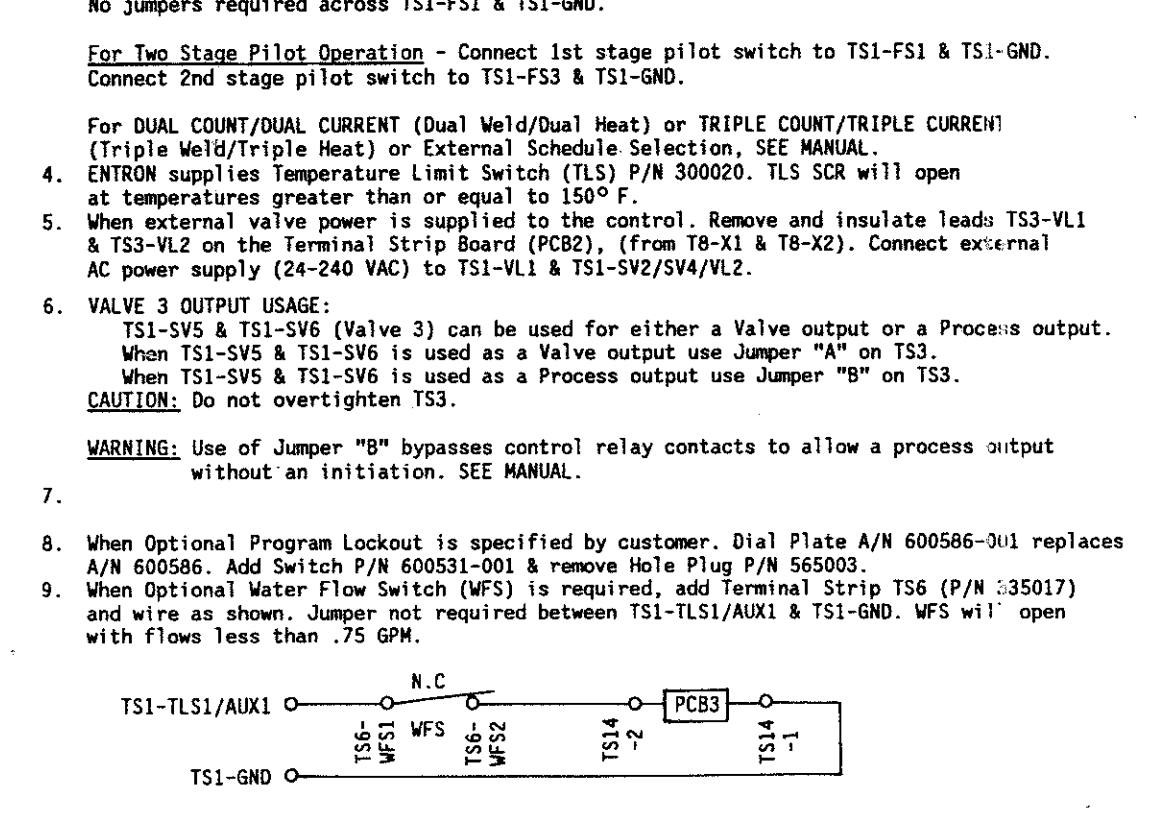 No jumpers required across TS1-FS1 & TS1-GND.
For Two Stage Pilot Operation - Connect 1st stage pilot switch to TS1-FS1 & TS1-GND.
Connect 2nd stage pilot switch to TS1-FS3 & TS1-GND.
For DUAL COUNT/DUAL CURRENT (Dual Weld/Dual Heat) or TRIPLE COUNT/TRIPLE CURRENT
(Triple Weld/Triple Heat) or External Schedule Selection, SEE MANUAL.
4. ENTRON supplies Temperature Limit Switch (TLS) P/N 300020. TLS SCR will open
at temperatures greater than or equal to 150° F.
5. When external valve power is supplied to the control. Remove and insulate leads TS3-VL1
& TS3-VL2 on the Terminal Strip Board (PCB2), (from T8-X1 & T8-X2). Connect external
AC power supply (24-240 VAC) to TS1-VL1 & TS1-SV2/SV4/VL2.
6. VALVE 3 OUTPUT USAGE:
TS1-SV5 & TS1-SV6 (Valve 3) can be used for either a Valve output or a Process output.
When TS1-SV5 & TS1-SV6 is used as a Valve output use Jumper "A" on TS3.
When TS1-SV5 & TS1-SV6 is used as a Process output use Jumper "B" on TS3.
CAUTION: Do not overtighten TS3.
WARNING: Use of Jumper "B" bypasses control relay contacts to allow a process output
without an initiation. SEE MANUAL.
7.
8. When Optional Program Lockout is specified by customer. Dial Plate A/N 600586-001 replaces
A/N 600586. Add Switch P/N 600531-001 & remove Hole Plug P/N 565003.
9. When Optional Water Flow Switch (WFS) is required, add Terminal Strip TS6 (P/N 335017)
and wire as shown. Jumper not required between TS1-TLS1/AUX1 & TS1-GND. WFS will open
with flows less than .75 GPM.
N.C
TS1-TLS1/AUX1
PCB3
TS6-
WFS1
WFS
TS6-
WFS2
TS14
-2
TS14
-1
TS1-GND